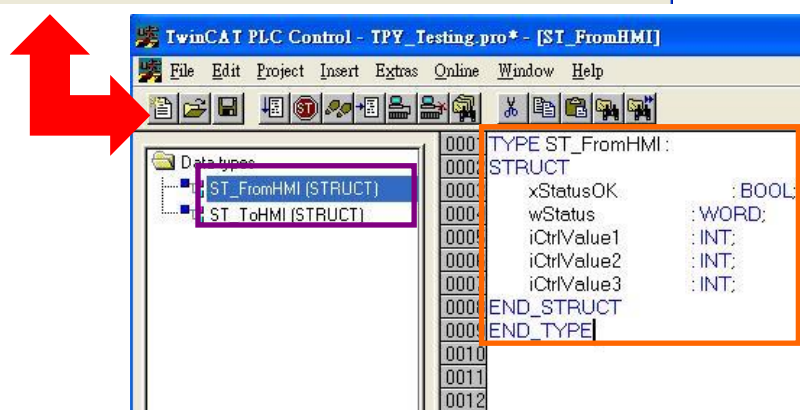 TwinCAT PLC Control - TPY_Testing.pro* - [ST_FromHMI]
File Edit Project Insert Extras Online Window Help
Data types
ST_FromHMI (STRUCT)
ST_ToHMI (STRUCT)
0001 TYPE ST_FromHMI :
0002 STRUCT
0003 xStatusOK : BOOL;
0004 wStatus : WORD;
0005 iCtrlValue1 : INT;
0006 iCtrlValue2 : INT;
0007 iCtrlValue3 : INT;
0008 END_STRUCT
0009 END_TYPE
0010
0011
0012